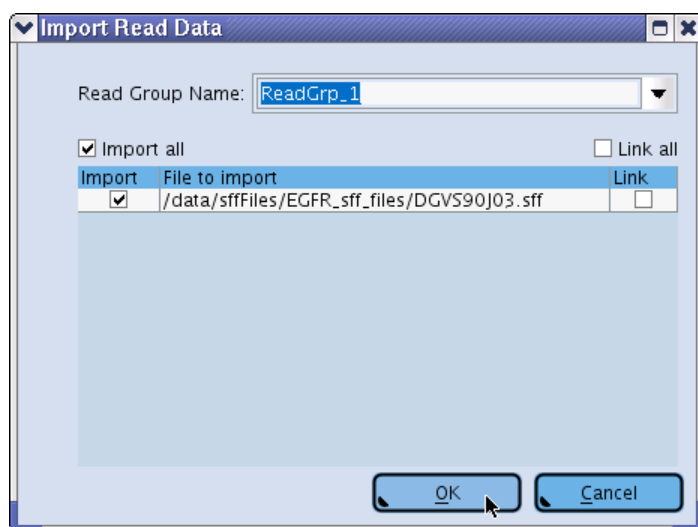 Import Read Data
Read Group Name: ReadGrp_1
Import all Link all
Import File to import Link
/data/sffFiles/EGFR_sff_files/DGVS90J03.sff
OK Cancel